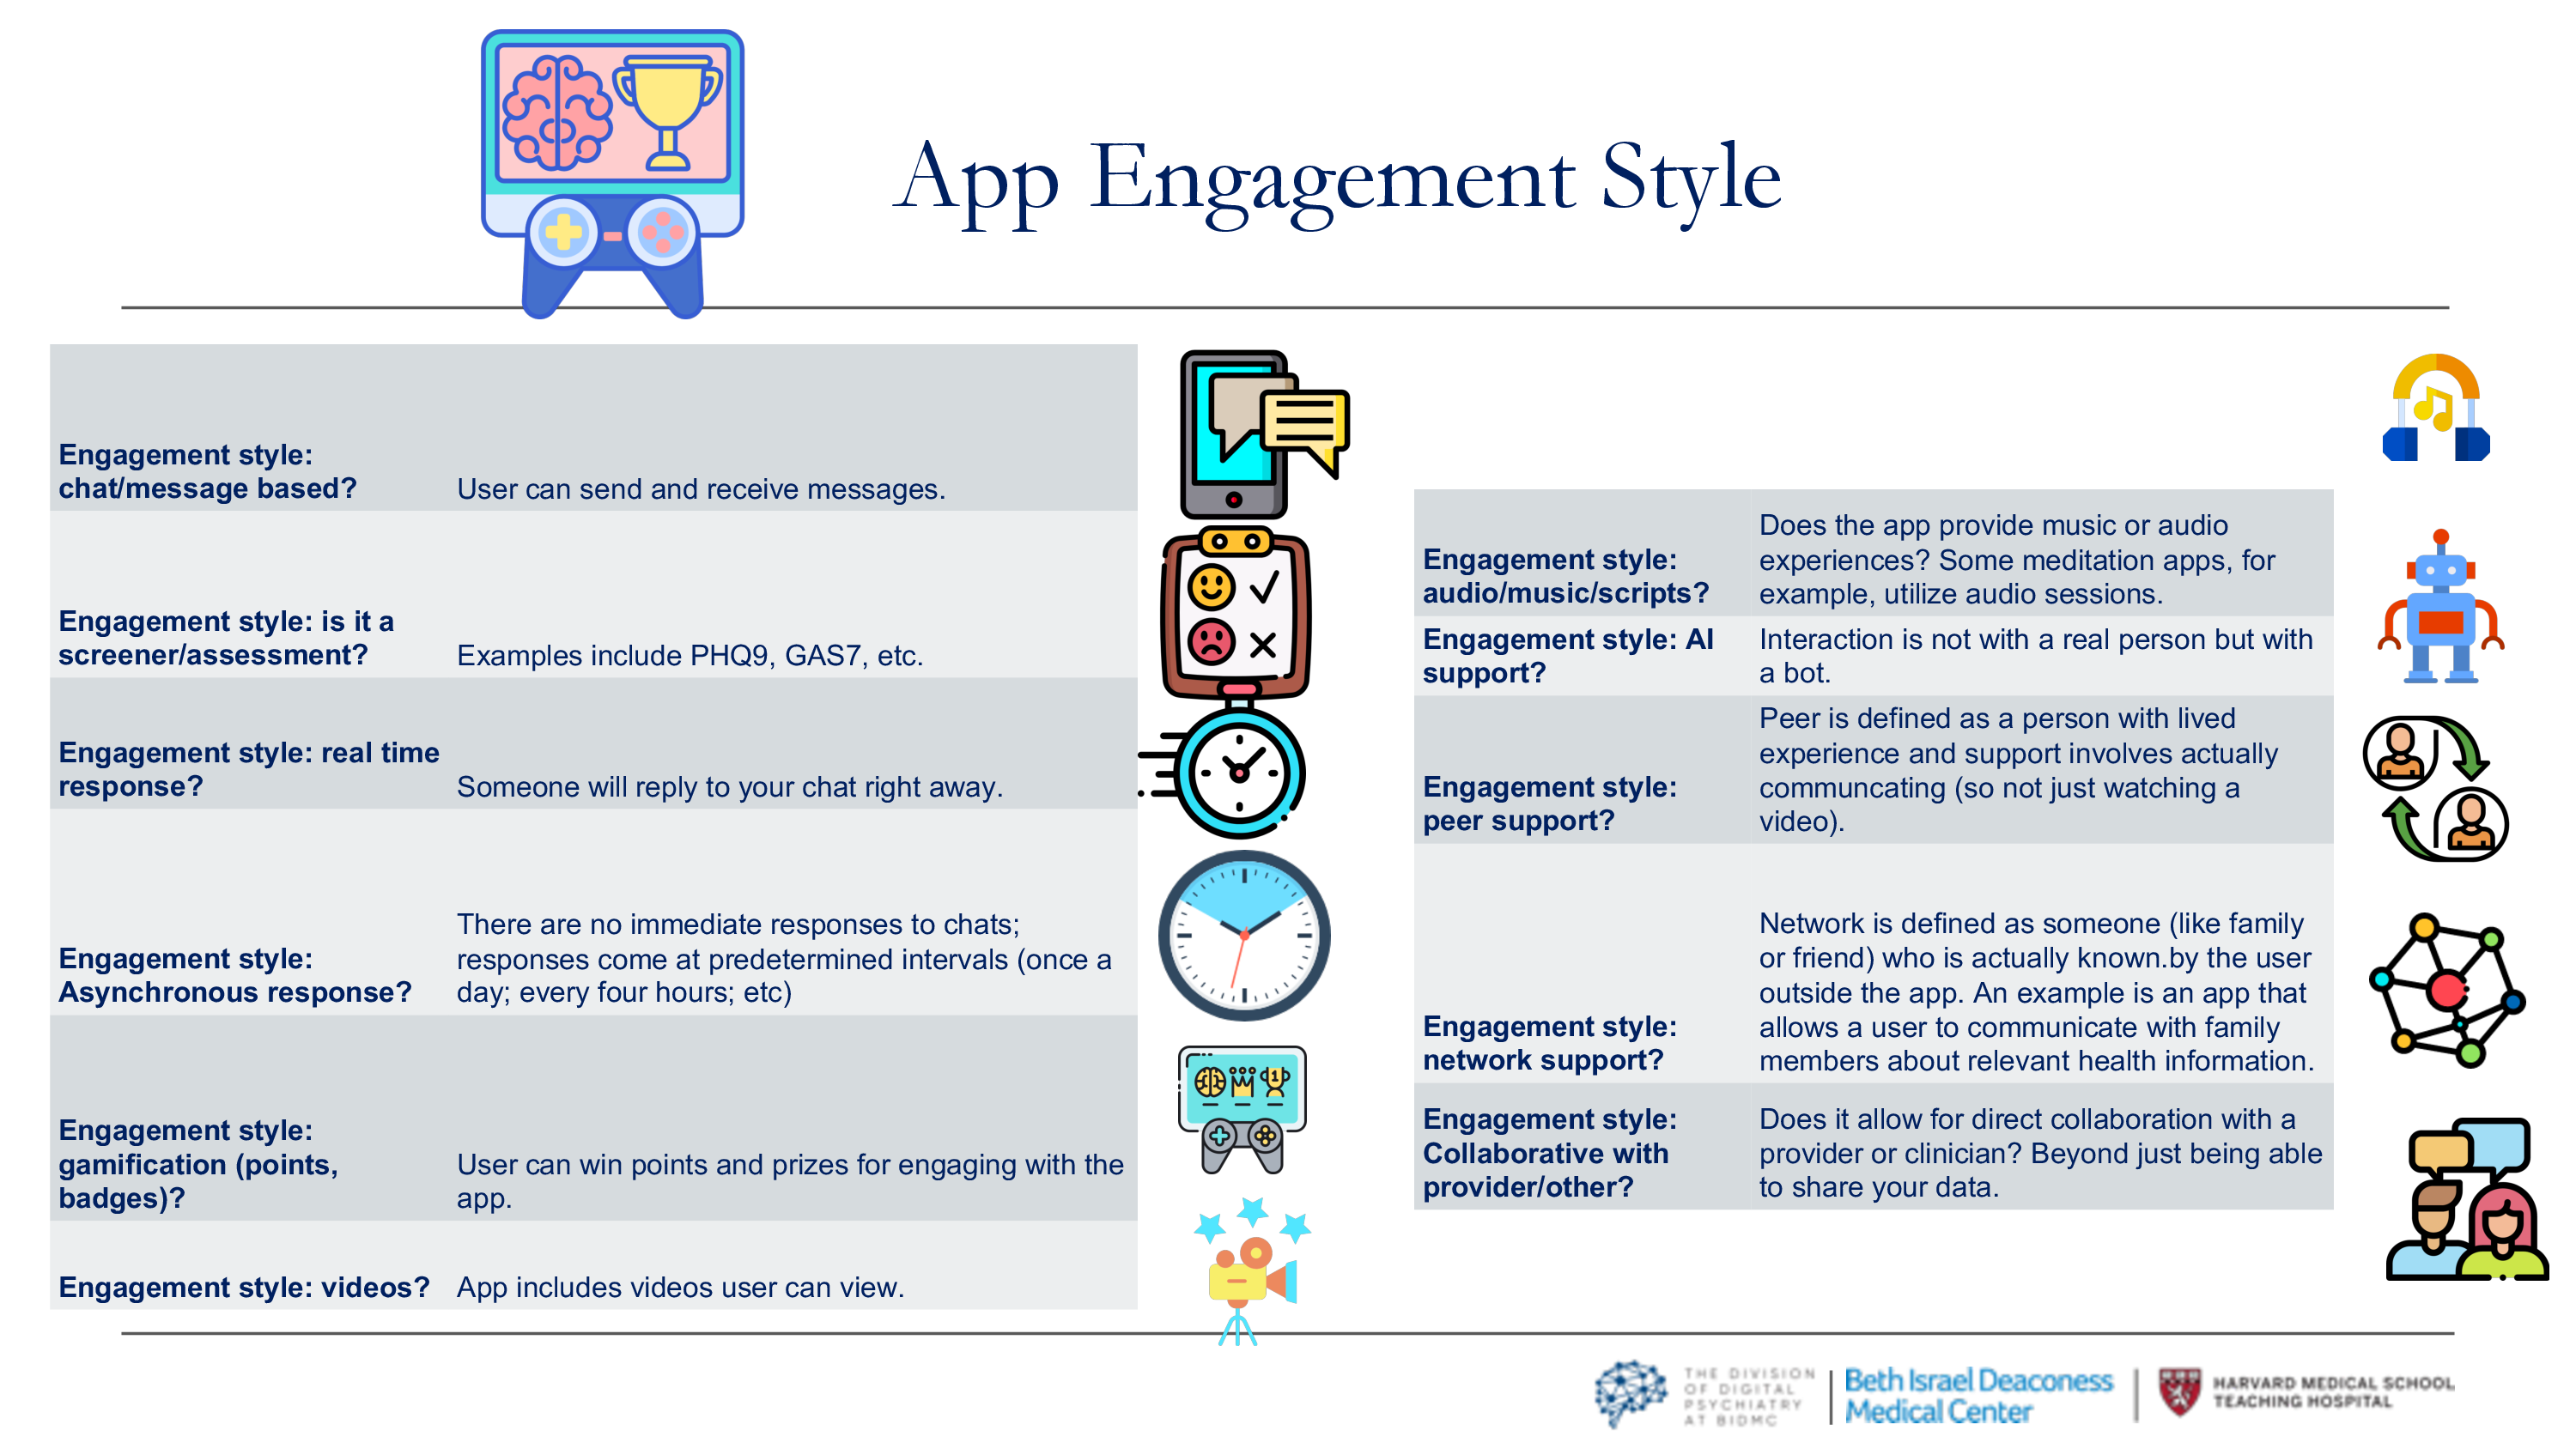 App Engagement Style
Engagement style:
chat/message based?
User can send and receive messages.
Engagement style: is it a
screener/assessment?
Examples include PHQ9, GAS7, etc.
Engagement style: real time
response?
Someone will reply to your chat right away.
Engagement style:
Asynchronous response?
There are no immediate responses to chats;
responses come at predetermined intervals (once a
day; every four hours; etc)
Engagement style:
gamification (points,
badges)?
User can win points and prizes for engaging with the
app.
Engagement style: videos?
App includes videos user can view.
Engagement style:
audio/music/scripts?
Does the app provide music or audio
experiences? Some meditation apps, for
example, utilize audio sessions.
Engagement style: AI
support?
Interaction is not with a real person but with
a bot.
Engagement style:
peer support?
Peer is defined as a person with lived
experience and support involves actually
communcating (so not just watching a
video).
Engagement style:
network support?
Network is defined as someone (like family
or friend) who is actually known.by the user
outside the app. An example is an app that
allows a user to communicate with family
members about relevant health information.
Engagement style:
Collaborative with
provider/other?
Does it allow for direct collaboration with a
provider or clinician? Beyond just being able
to share your data.
1
THE DIVISION
OF DIGITAL
PSYCHIATRY
AT BIDMC
Beth Israel Deaconess
Medical Center
HARVARD MEDICAL SCHOOL
TEACHING HOSPITAL